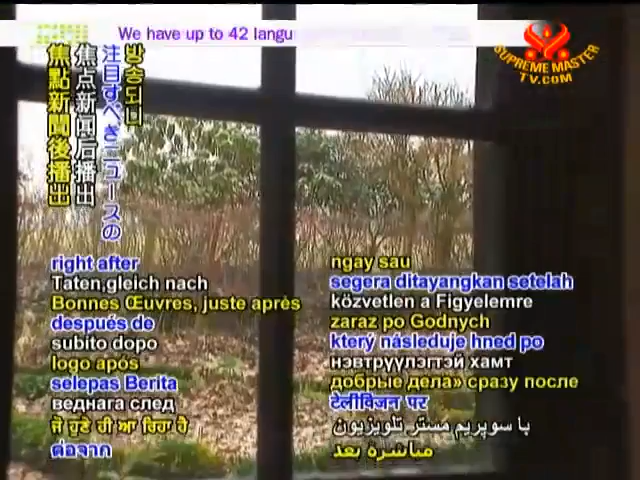 We have up to 42 langu
SUPREME MASTER
TV.COM
焦點新聞後播出
焦点新闻后播出
注目すべきニュースの
방송되니
right after
Taten,gleich nach
Bonnes Œuvres, juste après
después de
subito dopo
logo após
selepas Berita
веднага след
ਜੋ ਹੁਣੇ ਹੀ ਆ ਰਿਹਾ ਹੈ
ต่อจาก
ngay sau
segera ditayangkan setelah
közvetlen a Figyelemre
zaraz po Godnych
který následuje hned po
нэвтрүүлэгтэй хамт
добрые дела» сразу после
टेलीविजन पर
با سوپریم مستر تلویزیون
مباشرة بعد